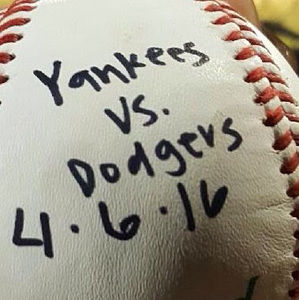 Yankees
vs.
Dodgers
4.6.16